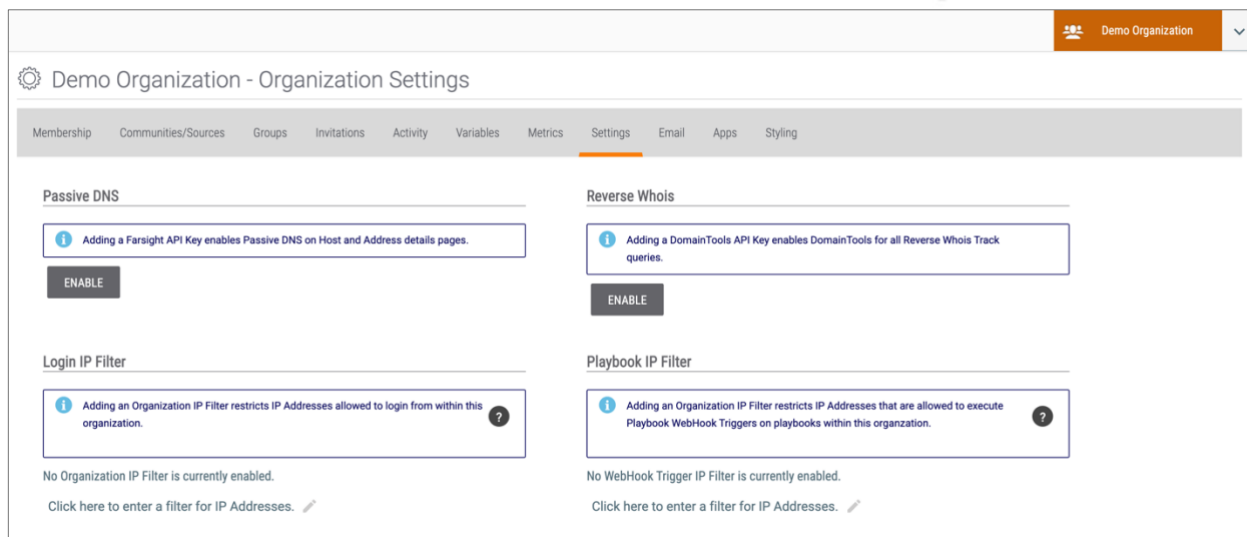 Demo Organization
Demo Organization - Organization Settings
Membership Communities/Sources Groups Invitations Activity Variables Metrics Settings Email Apps Styling
Passive DNS
Adding a Farsight API Key enables Passive DNS on Host and Address details pages.
ENABLE
Reverse Whois
Adding a DomainTools API Key enables DomainTools for all Reverse Whois Track
queries.
ENABLE
Login IP Filter
Adding an Organization IP Filter restricts IP Addresses allowed to login from within this
organization.
?
No Organization IP Filter is currently enabled.
Click here to enter a filter for IP Addresses.
Playbook IP Filter
Adding an Organization IP Filter restricts IP Addresses that are allowed to execute
Playbook WebHook Triggers on playbooks within this organzation.
?
No WebHook Trigger IP Filter is currently enabled.
Click here to enter a filter for IP Addresses.